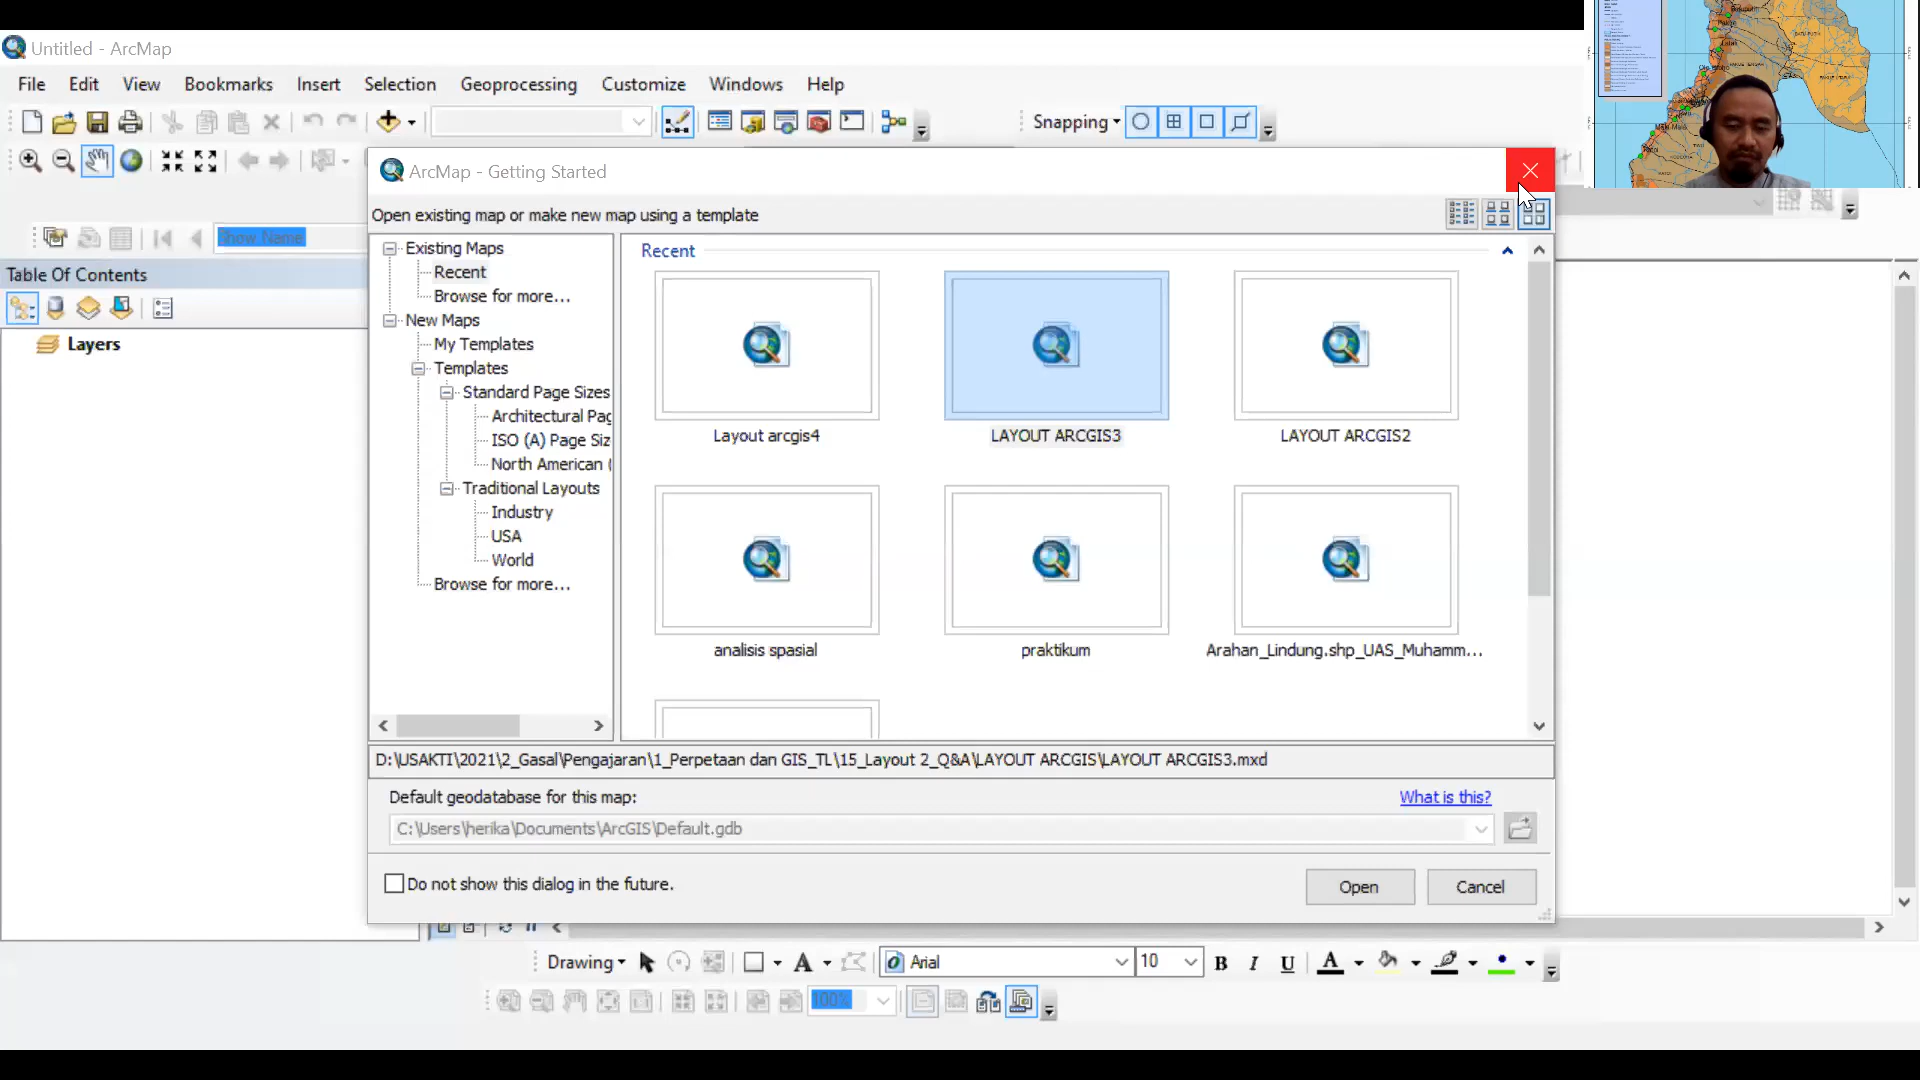 Untitled - ArcMap
File Edit View Bookmarks Insert Selection Geoprocessing Customize Windows Help
Snapping
ArcMap - Getting Started
Open existing map or make new map using a template
Show Name
Table Of Contents
Layers
Existing Maps
Recent
Browse for more...
New Maps
My Templates
Templates
Standard Page Sizes
Architectural Pag
ISO (A) Page Siz
North American (
Traditional Layouts
Industry
USA
World
Browse for more...
Recent
Layout arcgis4
LAYOUT ARCGIS3
LAYOUT ARCGIS2
analisis spasial
praktikum
Arahan_Lindung.shp_UAS_Muhamm...
D:\USAKTI\2021\2_Gasal\Pengajaran\1_Perpetaan dan GIS_TL\15_Layout 2_Q&A\LAYOUT ARCGIS\LAYOUT ARCGIS3.mxd
Default geodatabase for this map:
What is this?
C:\Users\herika\Documents\ArcGIS\Default.gdb
Do not show this dialog in the future.
Open
Cancel
Drawing
Arial
10
B I U A
100%